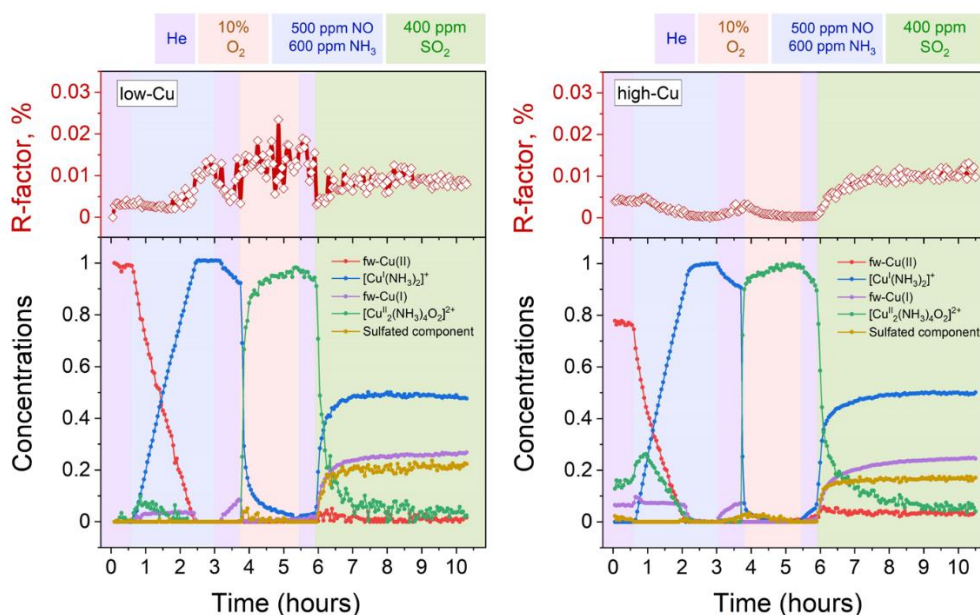 He
10%
O₂
500 ppm NO
600 ppm NH₃
400 ppm
SO₂
low-Cu
R-factor, %
0.03
0.02
0.01
0
fw-Cu(II)
[Cuᴵ(NH₃)₂]⁺
fw-Cu(I)
[Cuᴵᴵ₂(NH₃)₄O₂]²⁺
Sulfated component
Concentrations
1
0.8
0.6
0.4
0.2
0
0 1 2 3 4 5 6 7 8 9 10
Time (hours)
He
10%
O₂
500 ppm NO
600 ppm NH₃
400 ppm
SO₂
high-Cu
R-factor, %
0.03
0.02
0.01
0
fw-Cu(II)
[Cuᴵ(NH₃)₂]⁺
fw-Cu(I)
[Cuᴵᴵ₂(NH₃)₄O₂]²⁺
Sulfated component
Concentrations
1
0.8
0.6
0.4
0.2
0
0 1 2 3 4 5 6 7 8 9 10
Time (hours)